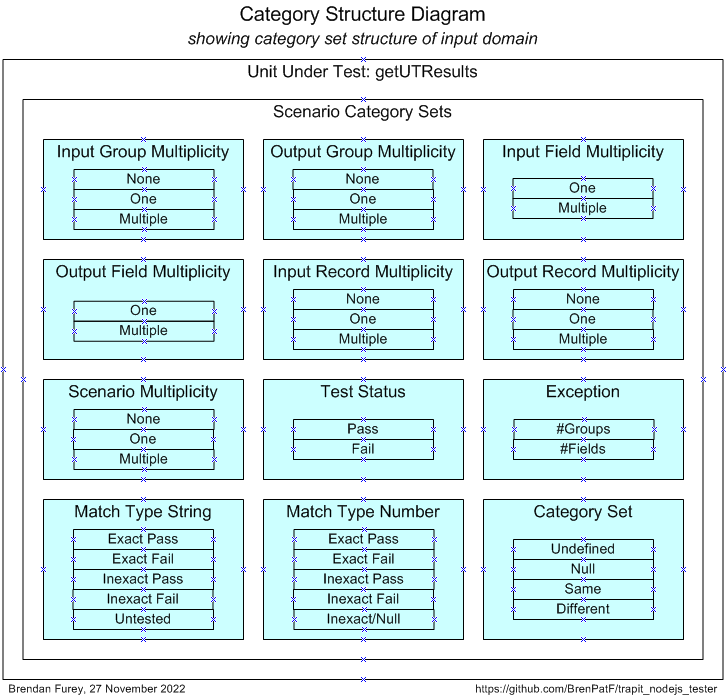 Category Structure Diagram
showing category set structure of input domain
Unit Under Test: getUTResults
Scenario Category Sets
Input Group Multiplicity
None
One
Multiple
Output Group Multiplicity
None
One
Multiple
Input Field Multiplicity
One
Multiple
Output Field Multiplicity
One
Multiple
Input Record Multiplicity
None
One
Multiple
Output Record Multiplicity
None
One
Multiple
Scenario Multiplicity
None
One
Multiple
Test Status
Pass
Fail
Exception
#Groups
#Fields
Match Type String
Exact Pass
Exact Fail
Inexact Pass
Inexact Fail
Untested
Match Type Number
Exact Pass
Exact Fail
Inexact Pass
Inexact Fail
Inexact/Null
Category Set
Undefined
Null
Same
Different
Brendan Furey, 27 November 2022
https://github.com/BrenPatF/trapit_nodejs_tester